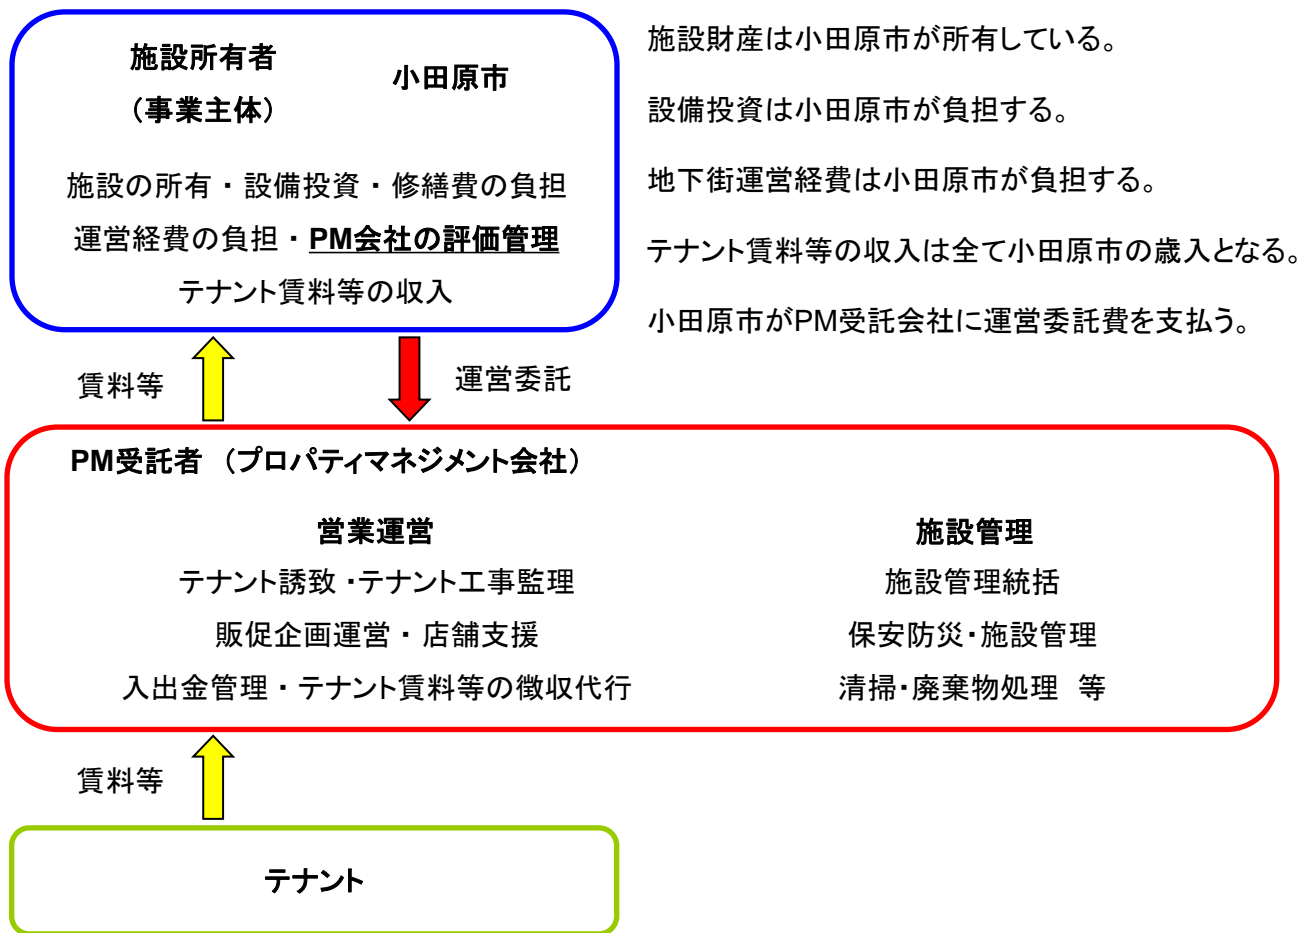 施設所有者
（事業主体）
小田原市
施設の所有 ・ 設備投資 ・ 修繕費の負担
運営経費の負担 ・ PM会社の評価管理
テナント賃料等の収入
施設財産は小田原市が所有している。
設備投資は小田原市が負担する。
地下街運営経費は小田原市が負担する。
テナント賃料等の収入は全て小田原市の歳入となる。
小田原市がPM受託会社に運営委託費を支払う。
賃料等
運営委託
PM受託者 （プロパティマネジメント会社）
営業運営
テナント誘致 ・テナント工事監理
販促企画運営 ・ 店舗支援
入出金管理 ・ テナント賃料等の徴収代行
施設管理
施設管理統括
保安防災・施設管理
清掃・廃棄物処理 等
賃料等
テナント